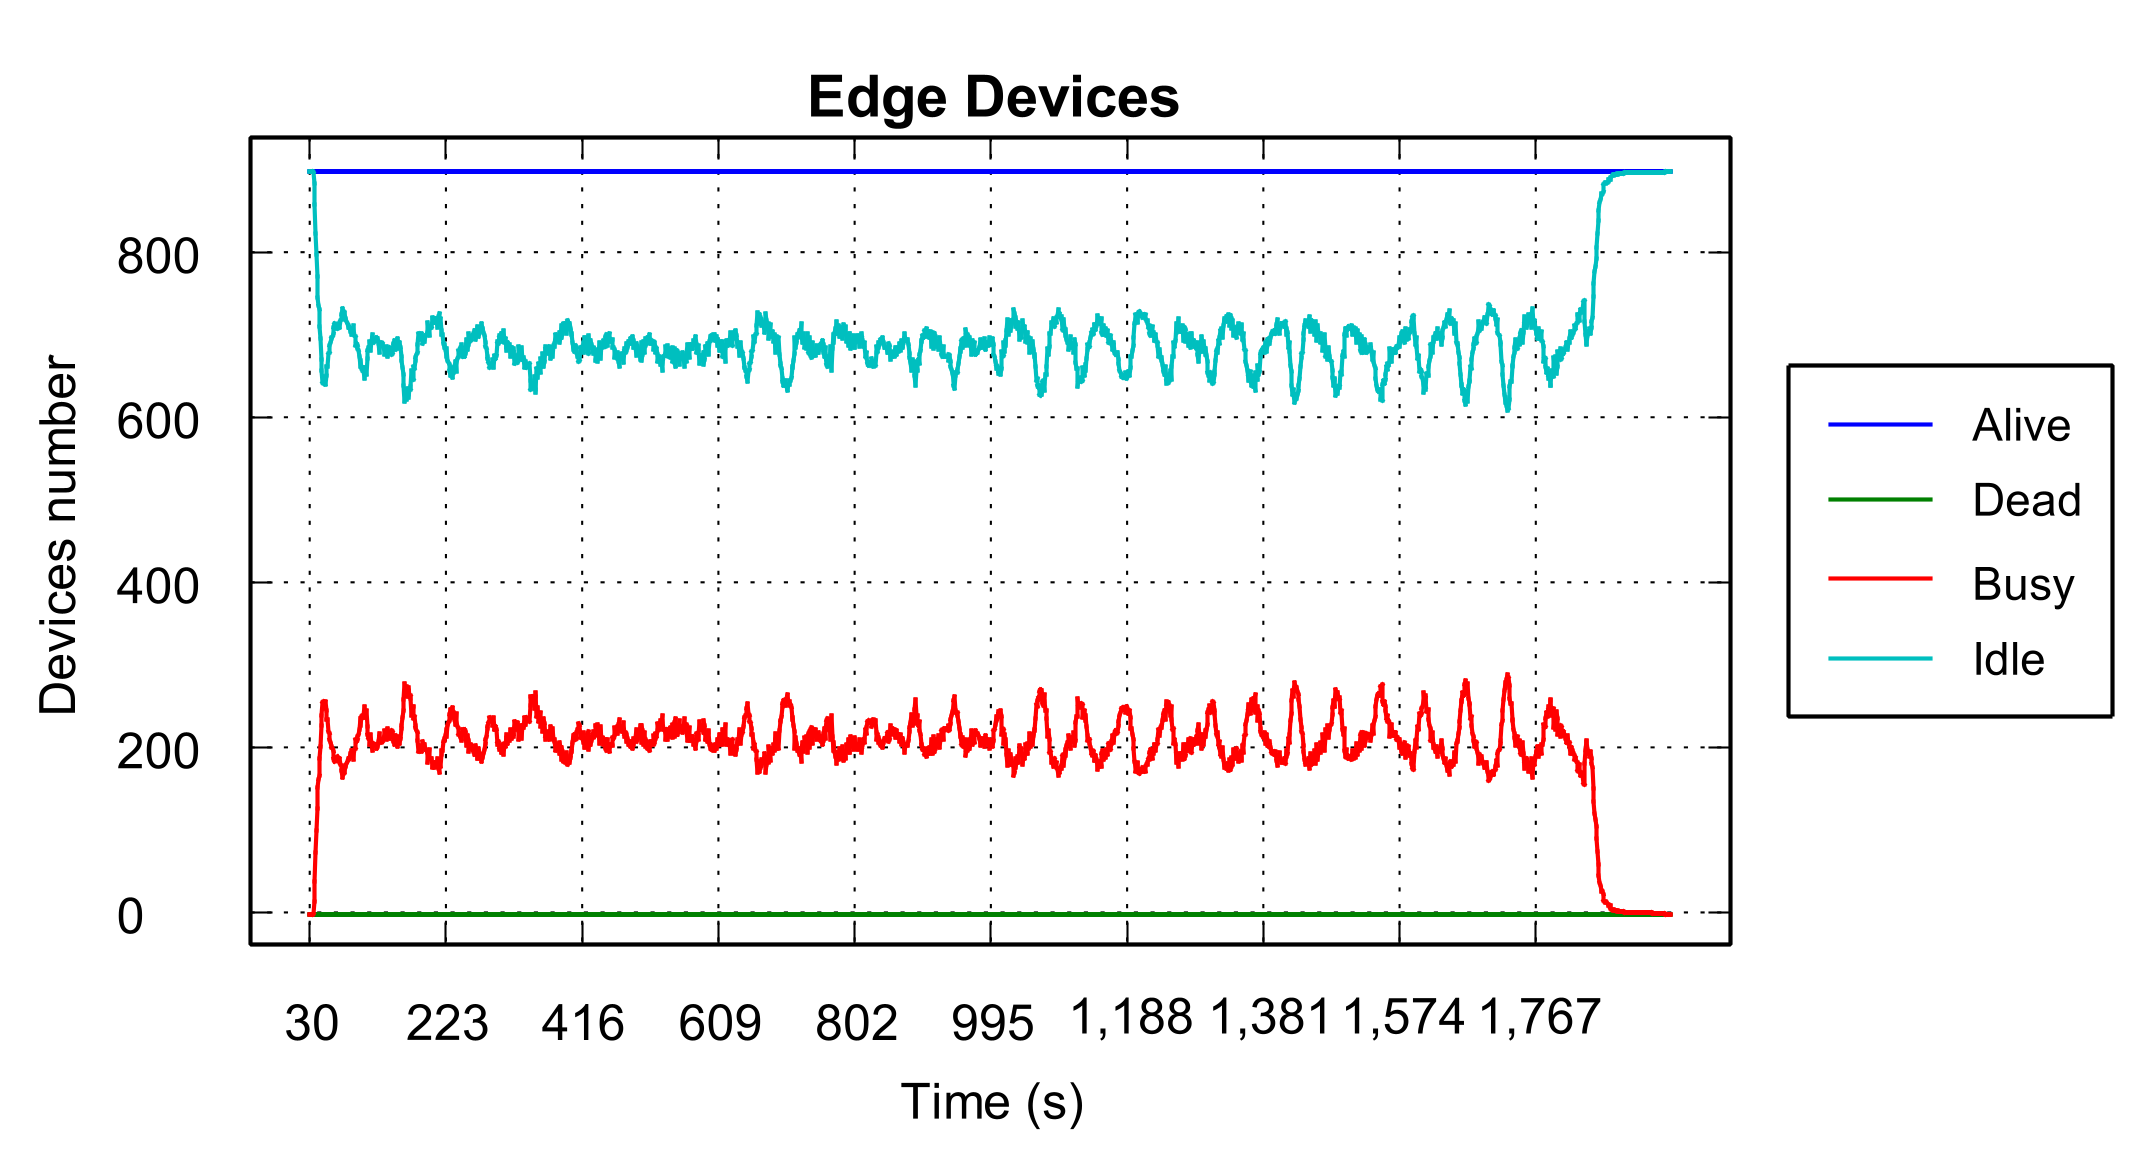 Edge Devices
800
600
400
200
0
Devices number
30 223 416 609 802 995 1,188 1,381 1,574 1,767
Time (s)
Alive
Dead
Busy
Idle